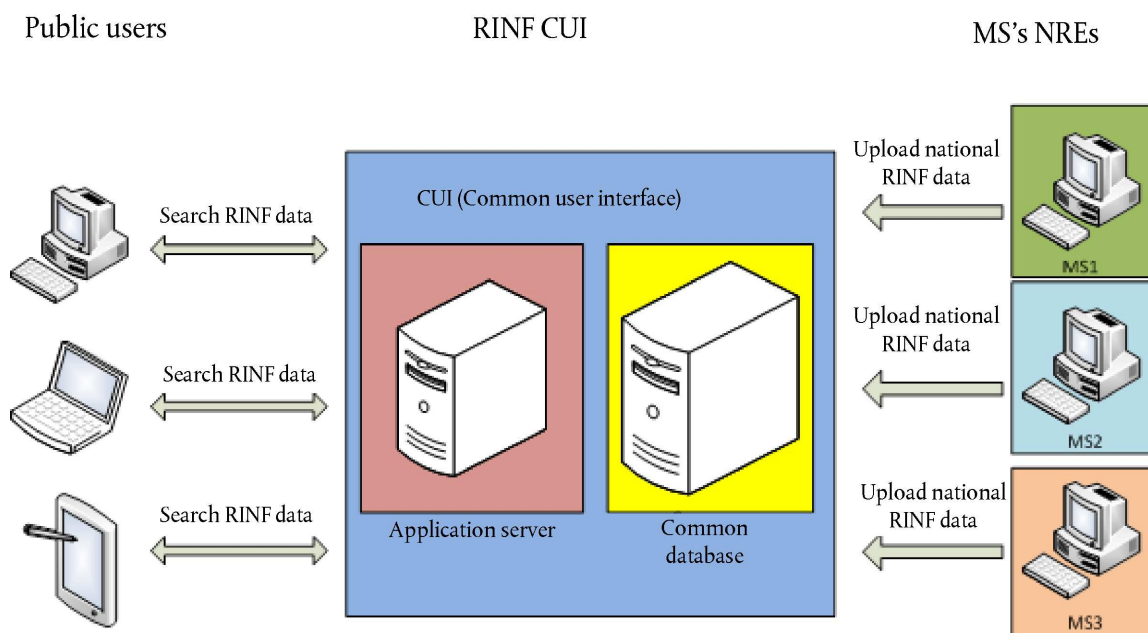 Public users
RINF CUI
MS's NREs
Search RINF data
Search RINF data
Search RINF data
CUI (Common user interface)
Application server
Common
database
Upload national
RINF data
Upload national
RINF data
Upload national
RINF data
MS1
MS2
MS3